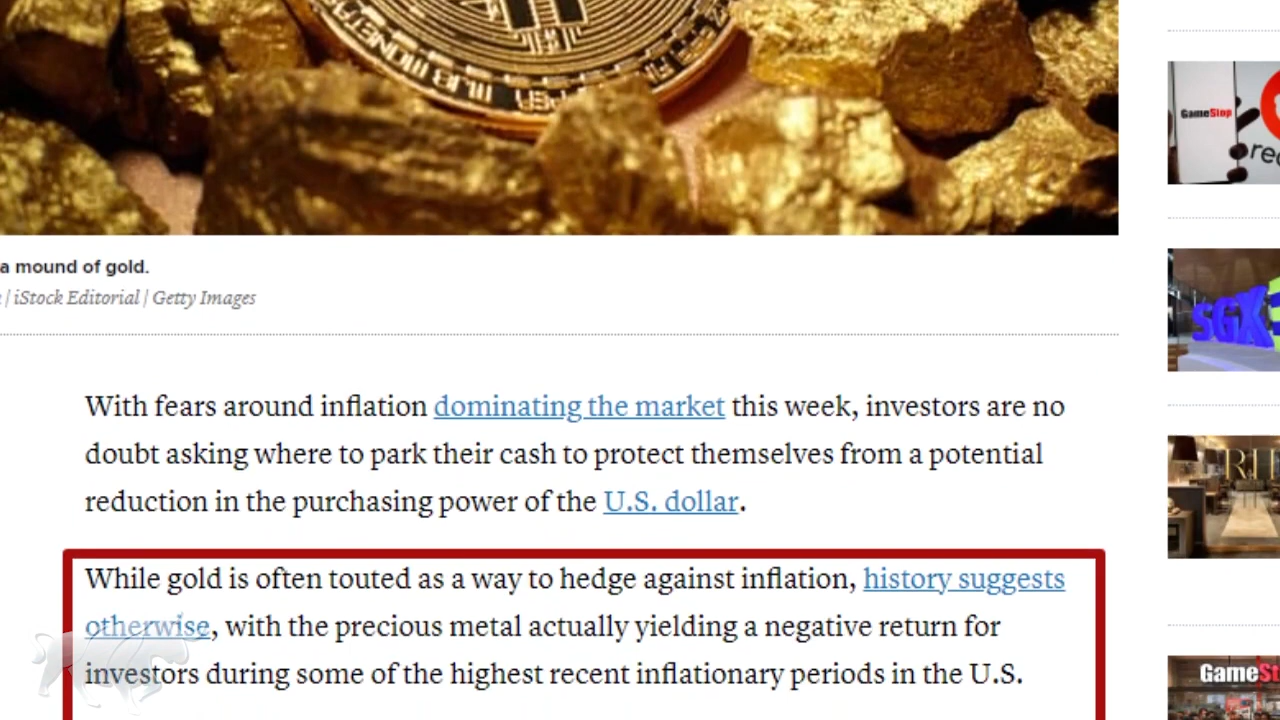 GameStop
red
a mound of gold.
| iStock Editorial | Getty Images
SGX
RH
With fears around inflation dominating the market this week, investors are no
doubt asking where to park their cash to protect themselves from a potential
reduction in the purchasing power of the U.S. dollar.
While gold is often touted as a way to hedge against inflation, history suggests
otherwise, with the precious metal actually yielding a negative return for
investors during some of the highest recent inflationary periods in the U.S.
GameSt